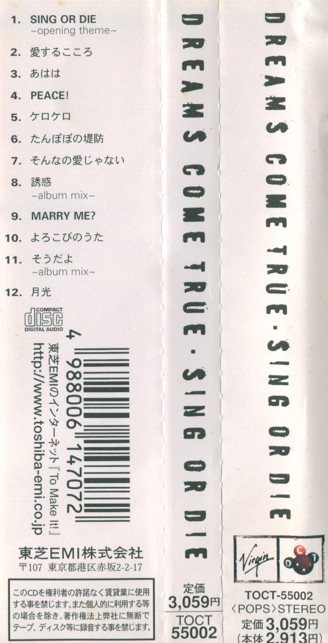 1. SING OR DIE
~opening theme~
2. 愛するこころ
3. あはは
4. PEACE!
5. ケロケロ
6. たんぽぽの堤防
7. そんなの愛じゃない
8. 誘惑
~album mix~
9. MARRY ME?
10. よろこびのうた
11. そうだよ
~album mix~
12. 月光
COMPACT
disc
DIGITAL AUDIO
4 988006 147072
東芝EMIのインターネット『To Make It!』
http://www.toshiba-emi.co.jp
東芝EMI株式会社
〒107 東京都港区赤坂2-2-17
このCDを権利者の許諾なく賃貸業に使用
する事を禁じます。また個人的に利用する等
の場合を除き、著作権法上弊社に無断で
テープ、ディスク等に録音する事を禁じます。
DREAMS COME TRUE・SING OR DIE
定価
3,059円
TOCT
55002
DREAMS COME TRUE・SING OR DIE
Virgin
DCT
TOCT-55002
〈POPS〉STEREO
定価3,059円
(本体 2,913円)